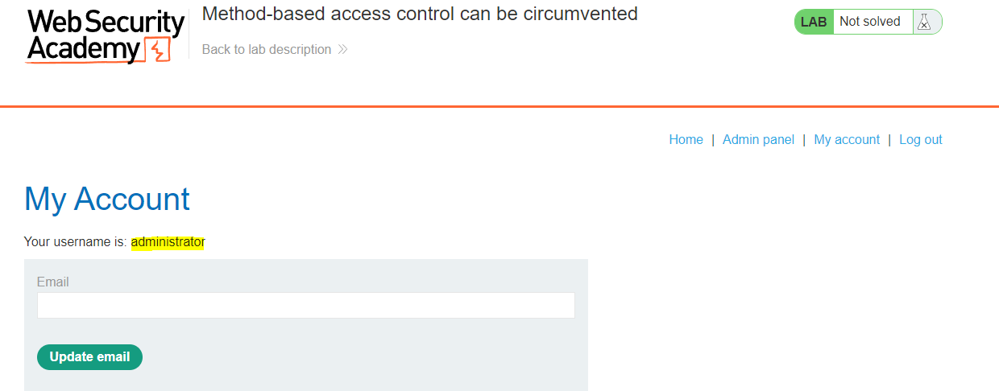 Web Security
Academy
Method-based access control can be circumvented
Back to lab description
LAB Not solved
Home | Admin panel | My account | Log out
My Account
Your username is: administrator
Email
Update email